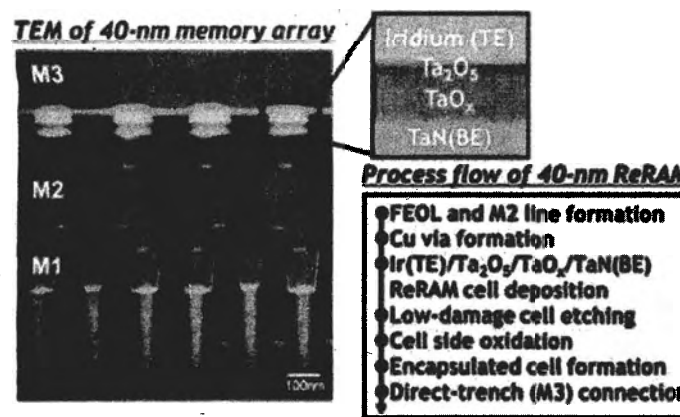 TEM of 40-nm memory array
M3
M2
M1
100nm
Iridium (TE)
Ta₂O₅
TaOₓ
TaN(BE)
Process flow of 40-nm ReRAM
FEOL and M2 line formation
Cu via formation
Ir(TE)/Ta₂O₅/TaOₓ/TaN(BE)
ReRAM cell deposition
Low-damage cell etching
Cell side oxidation
Encapsulated cell formation
Direct-trench (M3) connection